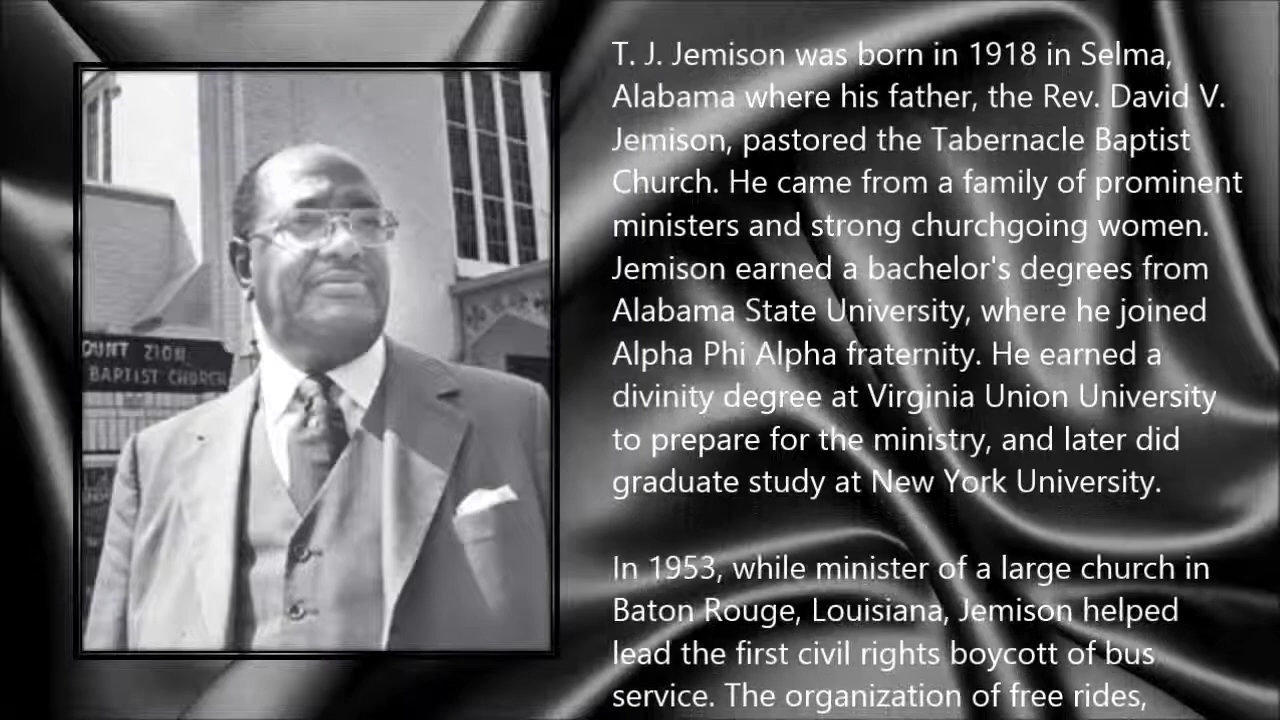 T. J. Jemison was born in 1918 in Selma,
Alabama where his father, the Rev. David V.
Jemison, pastored the Tabernacle Baptist
Church. He came from a family of prominent
ministers and strong churchgoing women.
Jemison earned a bachelor's degrees from
Alabama State University, where he joined
Alpha Phi Alpha fraternity. He earned a
divinity degree at Virginia Union University
to prepare for the ministry, and later did
graduate study at New York University.
In 1953, while minister of a large church in
Baton Rouge, Louisiana, Jemison helped
lead the first civil rights boycott of bus
service. The organization of free rides,
OUNT ZION
BAPTIST CHURCH